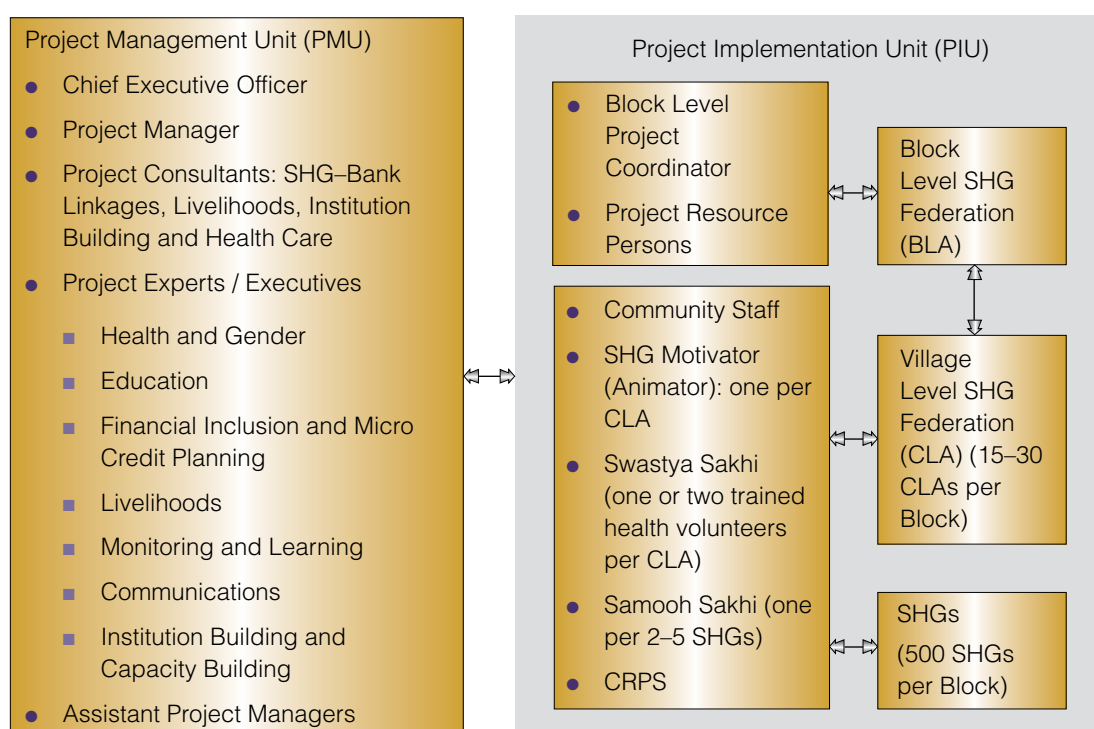 Project Management Unit (PMU)
● Chief Executive Officer
● Project Manager
● Project Consultants: SHG–Bank
Linkages, Livelihoods, Institution
Building and Health Care
● Project Experts / Executives
■ Health and Gender
■ Education
■ Financial Inclusion and Micro
Credit Planning
■ Livelihoods
■ Monitoring and Learning
■ Communications
■ Institution Building and
Capacity Building
● Assistant Project Managers
Project Implementation Unit (PIU)
● Block Level
Project
Coordinator
● Project Resource
Persons
Block
Level SHG
Federation
(BLA)
● Community Staff
● SHG Motivator
(Animator): one per
CLA
● Swastya Sakhi
(one or two trained
health volunteers
per CLA)
● Samooh Sakhi (one
per 2–5 SHGs)
● CRPS
Village
Level SHG
Federation
(CLA) (15–30
CLAs per
Block)
SHGs
(500 SHGs
per Block)